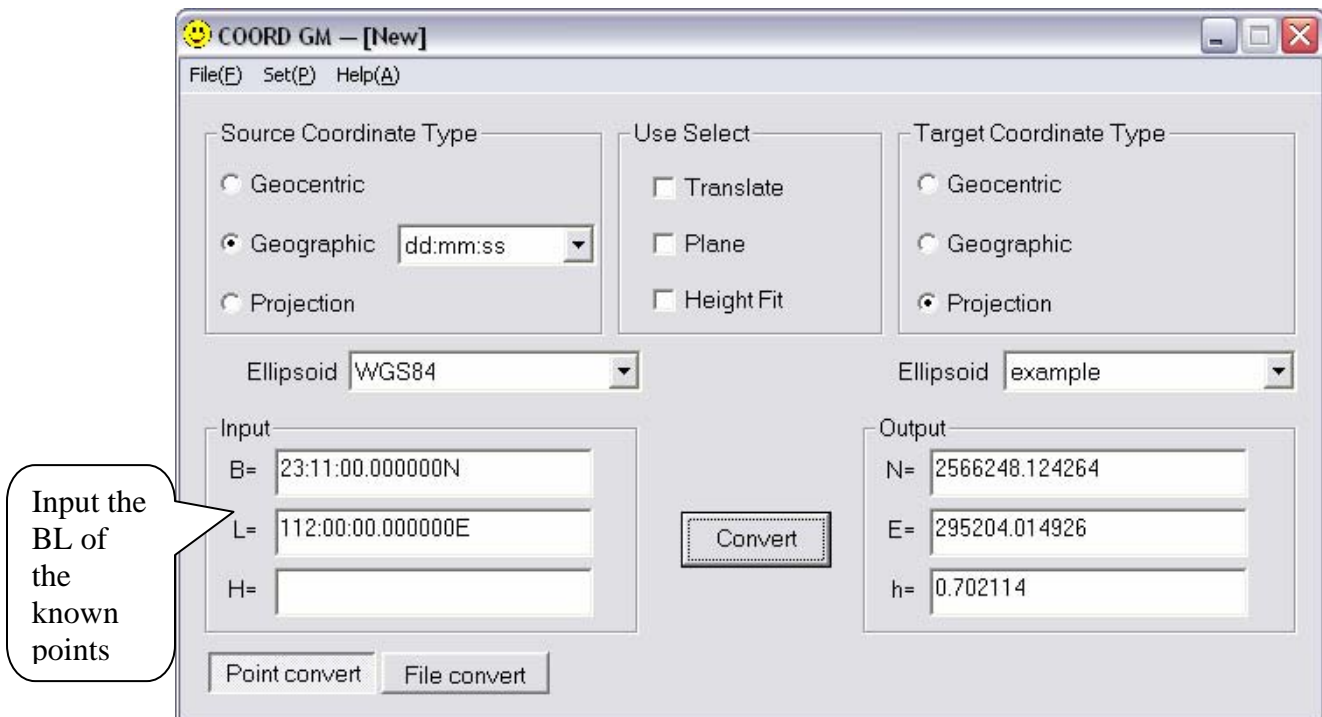 COORD GM — [New]
File(F) Set(P) Help(A)
Source Coordinate Type
Geocentric
Geographic dd:mm:ss
Projection
Use Select
Translate
Plane
Height Fit
Target Coordinate Type
Geocentric
Geographic
Projection
Ellipsoid WGS84
Ellipsoid example
Input
B= 23:11:00.000000N
L= 112:00:00.000000E
H=
Convert
Output
N= 2566248.124264
E= 295204.014926
h= 0.702114
Point convert File convert
Input the
BL of
the
known
points